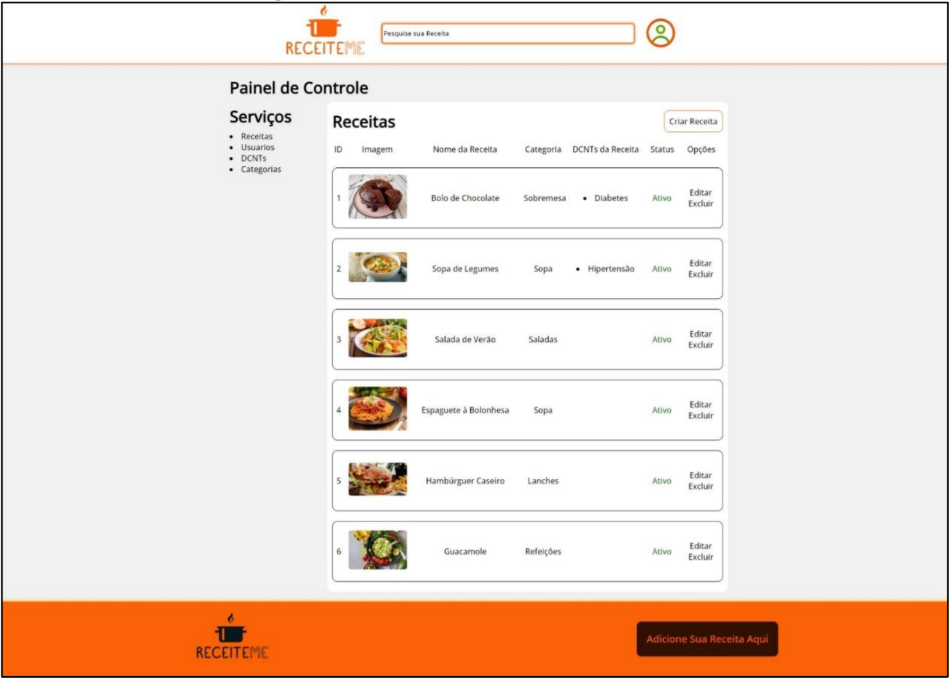 RECEITEME
Pesquise sua Receita
Painel de Controle
Serviços
Receitas
Usuarios
DCNTs
Categorias
Receitas
Criar Receita
ID Imagem Nome da Receita Categoria DCNTs da Receita Status Opções
1 Bolo de Chocolate Sobremesa • Diabetes Ativo Editar
Excluir
2 Sopa de Legumes Sopa • Hipertensão Ativo Editar
Excluir
3 Salada de Verão Saladas Ativo Editar
Excluir
4 Espaguete à Bolonhesa Sopa Ativo Editar
Excluir
5 Hambúrguer Caseiro Lanches Ativo Editar
Excluir
6 Guacamole Refeições Ativo Editar
Excluir
RECEITEME
Adicione Sua Receita Aqui